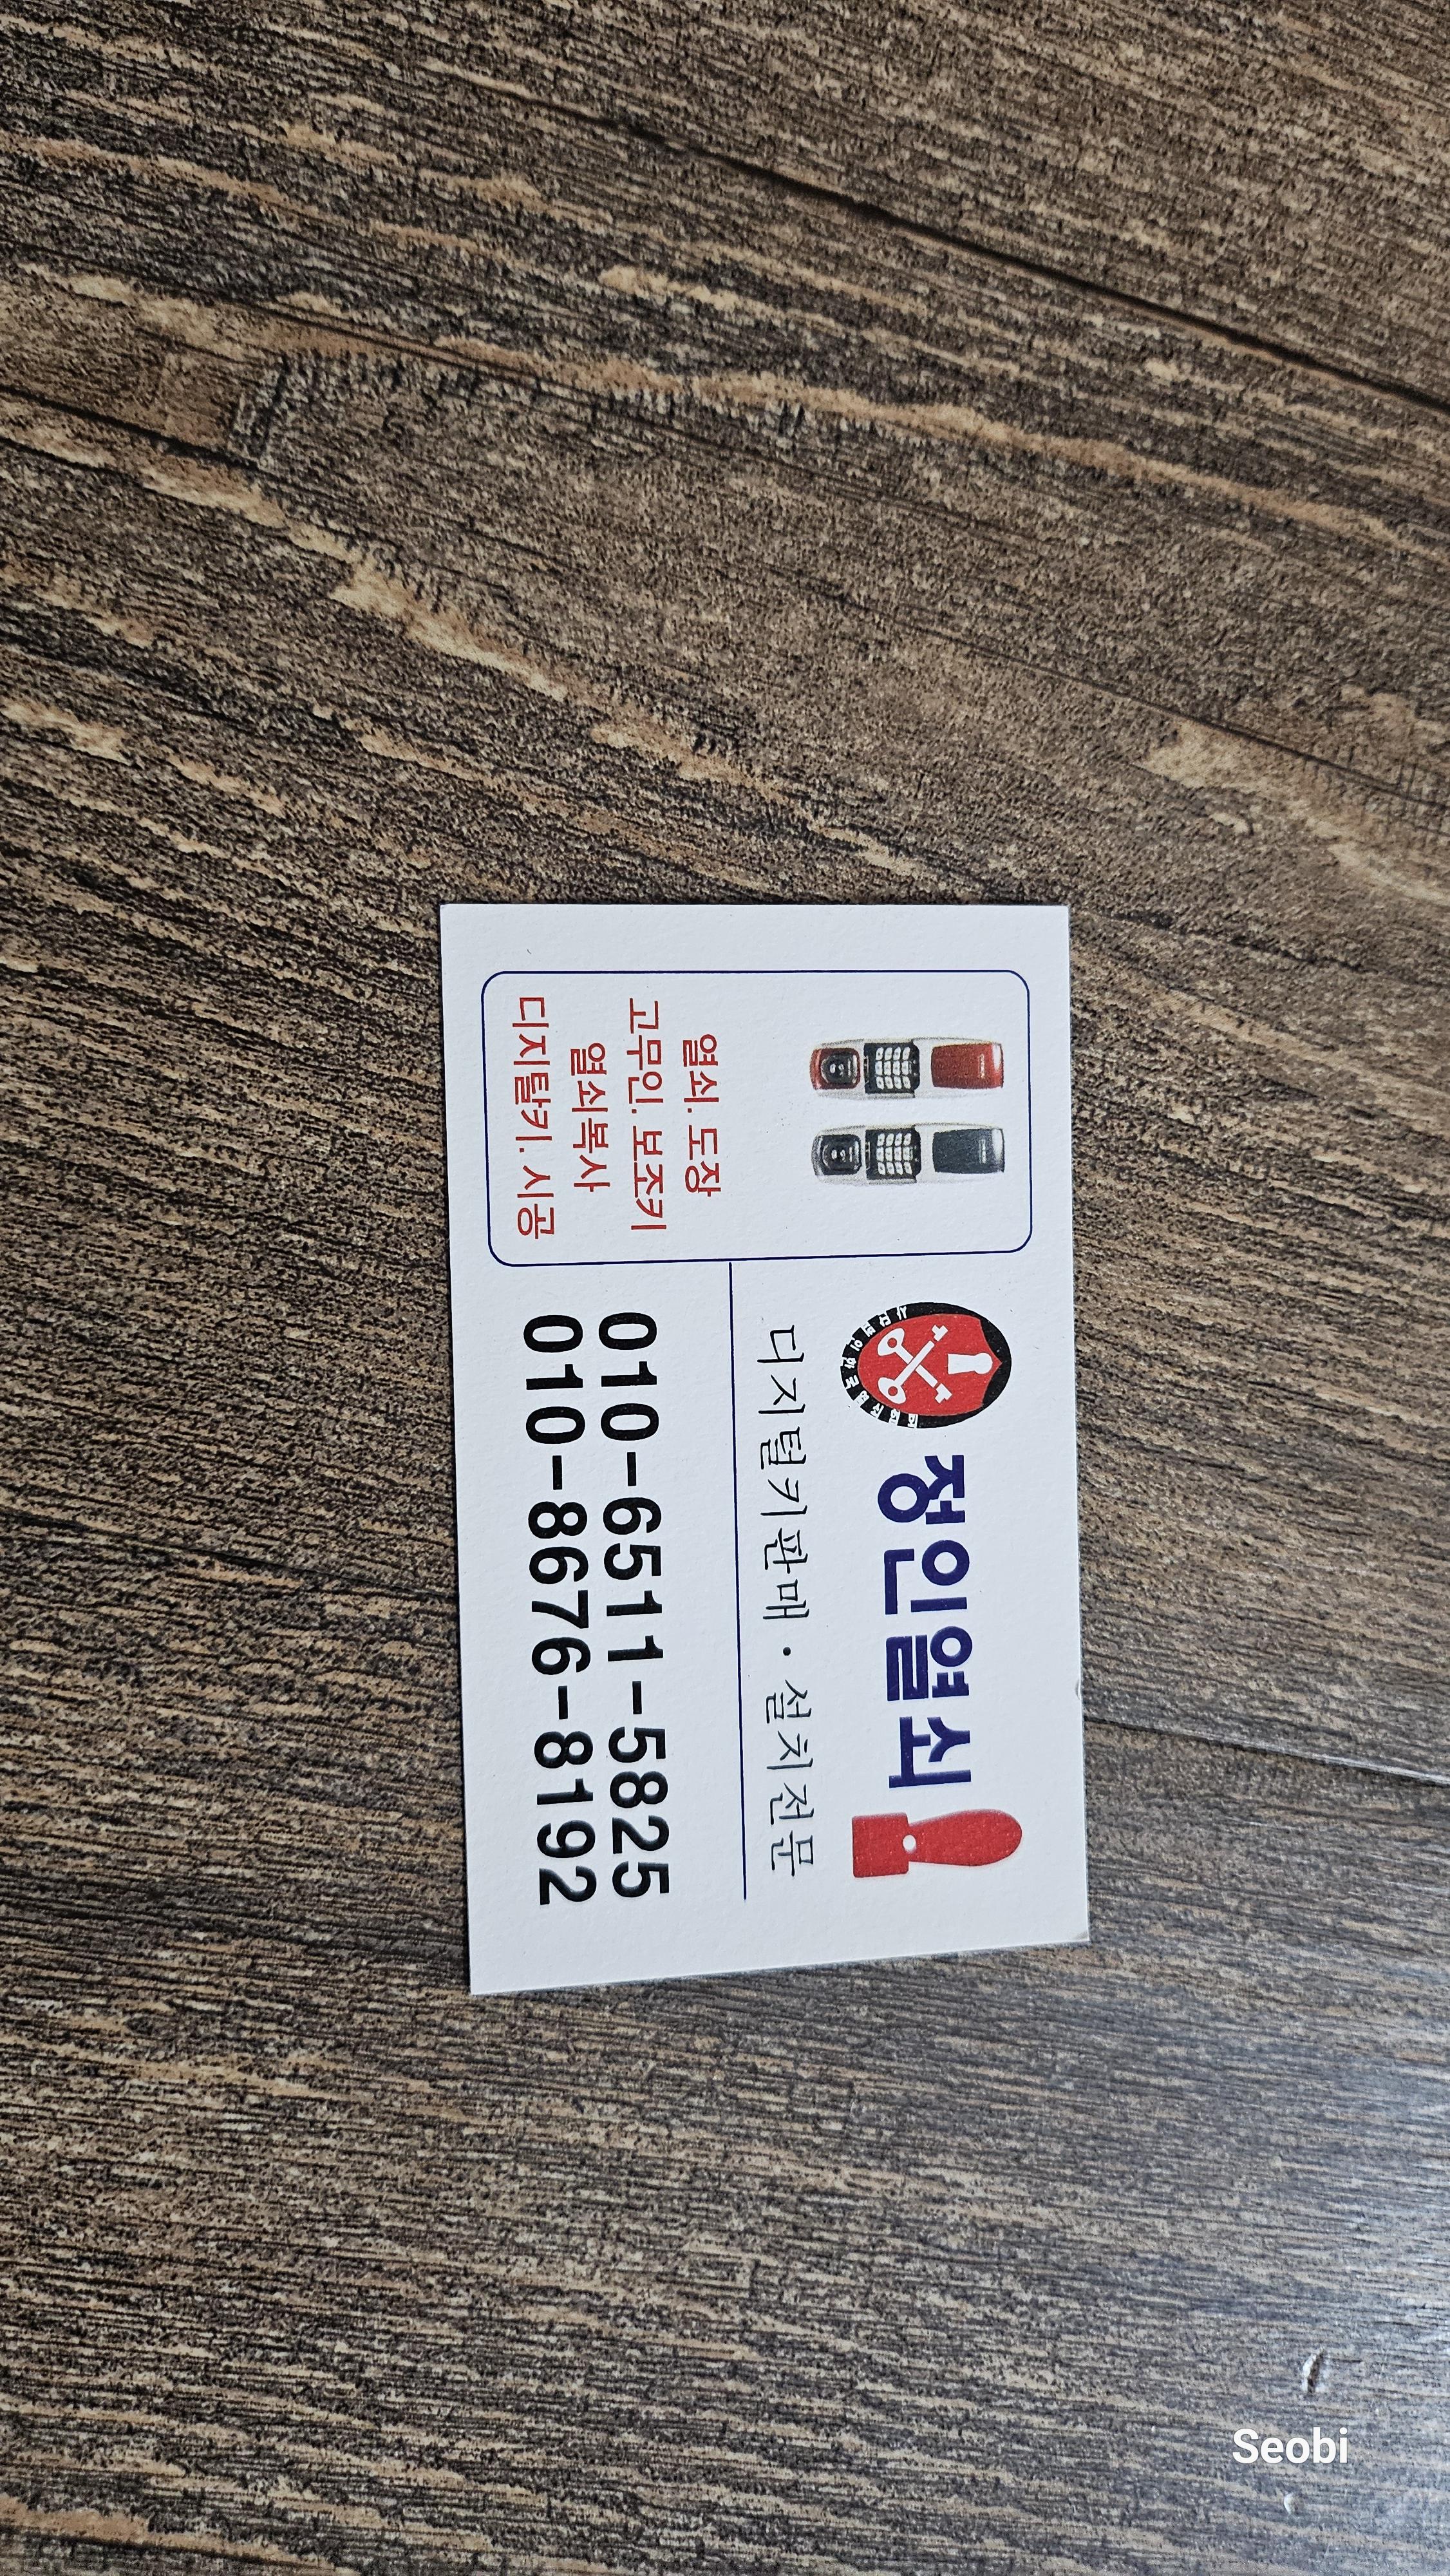 정인열쇠
디지털키판매·설치전문
010-6511-5825
010-8676-8192
열쇠. 도장
고무인. 보조키
열쇠복사
디지탈키. 시공
Seobi